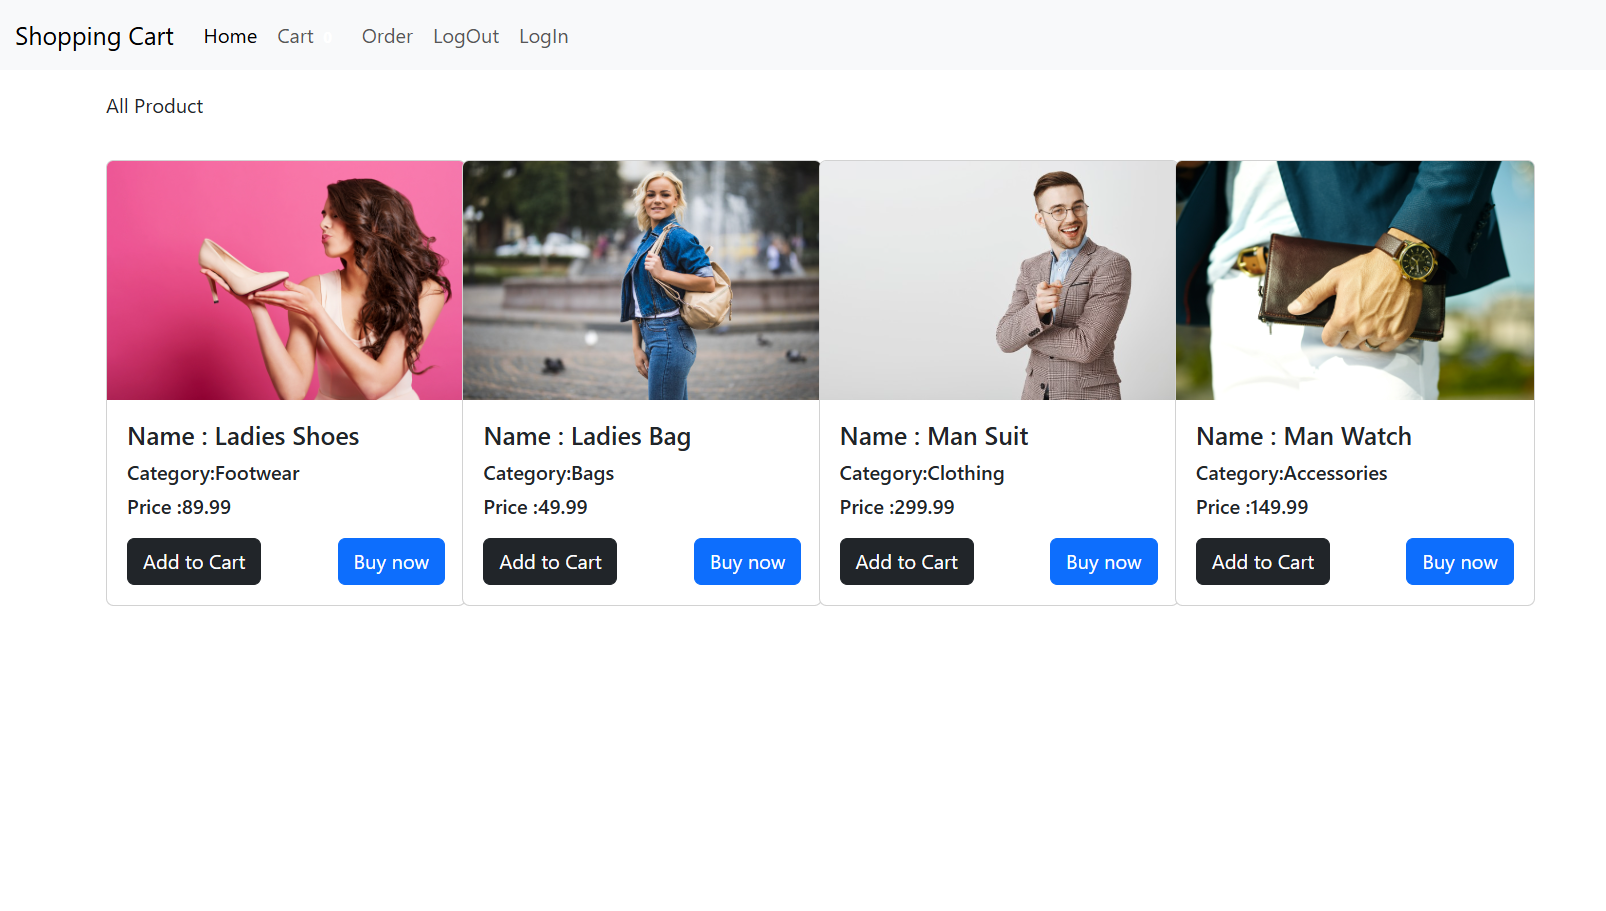 Shopping Cart Home Cart 0 Order LogOut LogIn
All Product
Name : Ladies Shoes
Category:Footwear
Price :89.99
Add to Cart Buy now
Name : Ladies Bag
Category:Bags
Price :49.99
Add to Cart Buy now
Name : Man Suit
Category:Clothing
Price :299.99
Add to Cart Buy now
Name : Man Watch
Category:Accessories
Price :149.99
Add to Cart Buy now